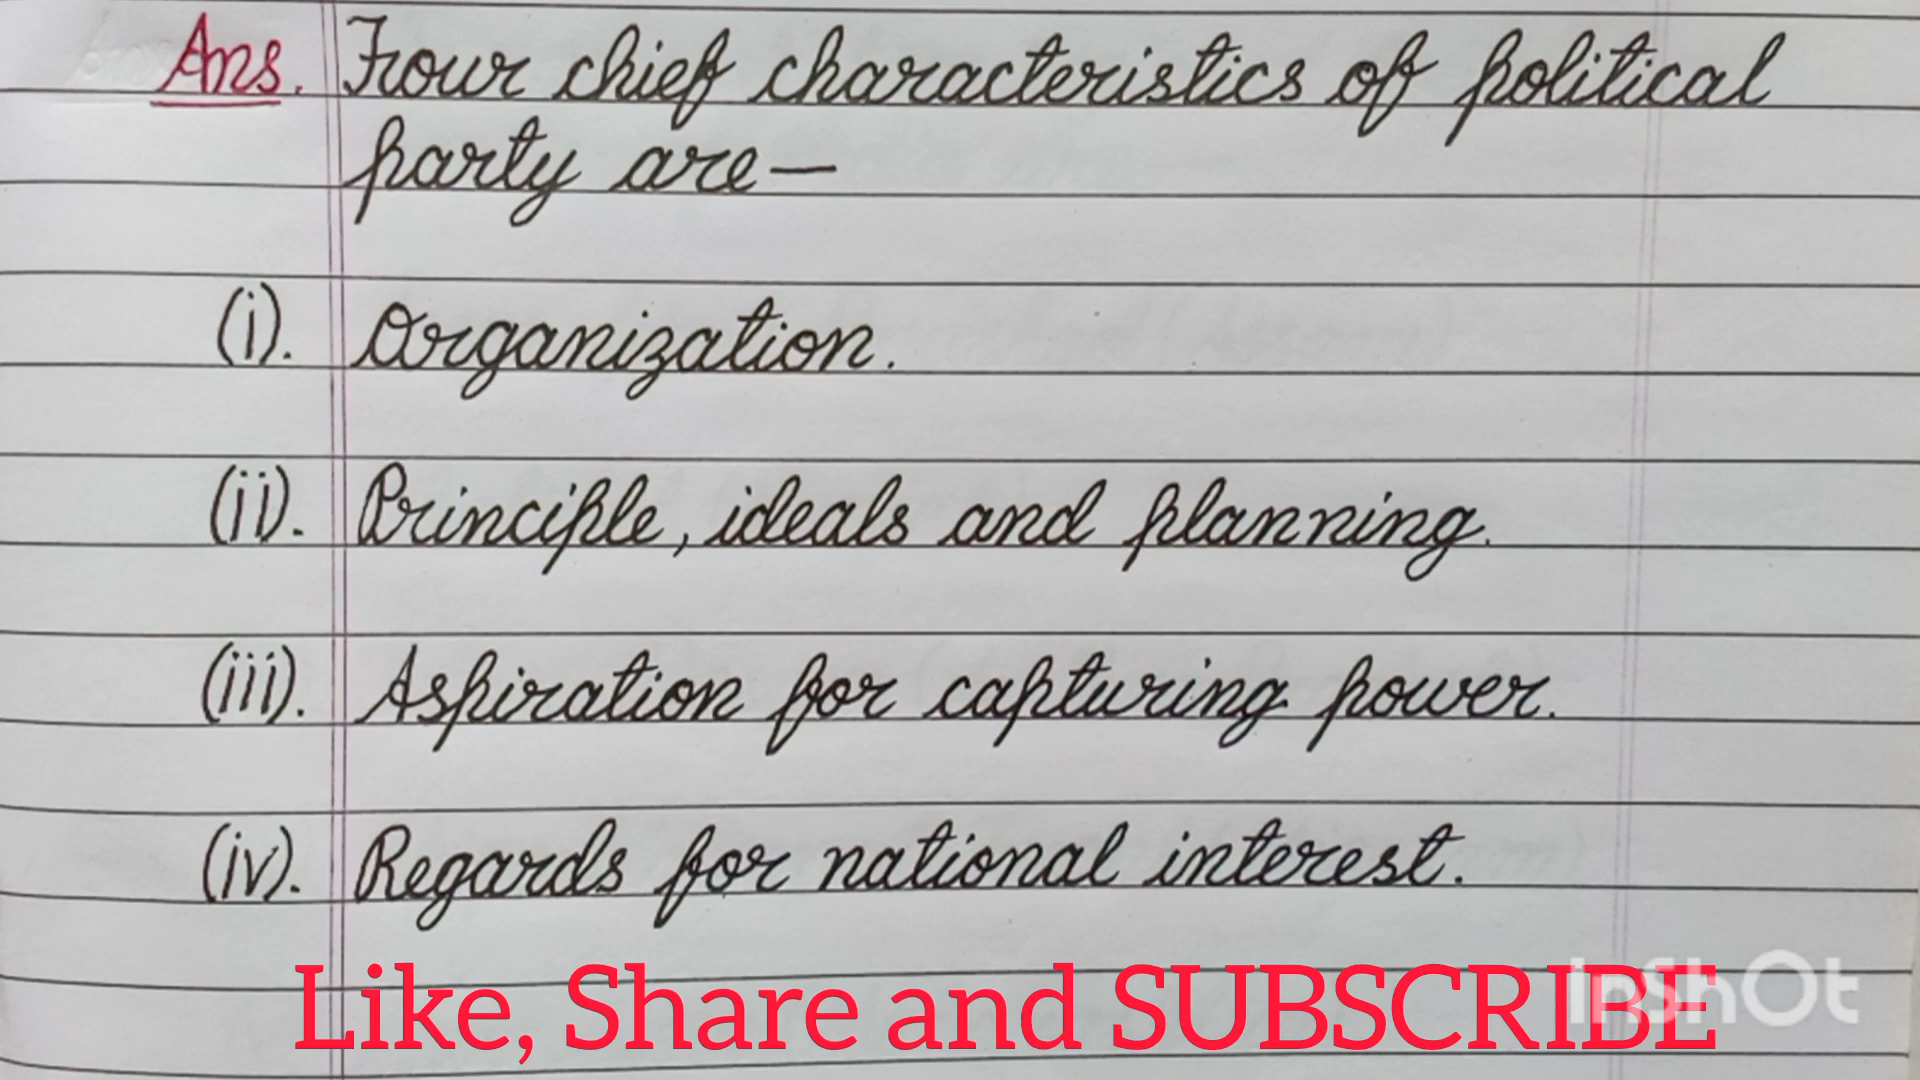 Ans. Four chief characteristics of political
party are—
(i). Organization.
(ii). Principle, ideals and planning.
(iii). Aspiration for capturing power.
(iv). Regards for national interest.
Like, Share and SUBSCRIBE
InShOt